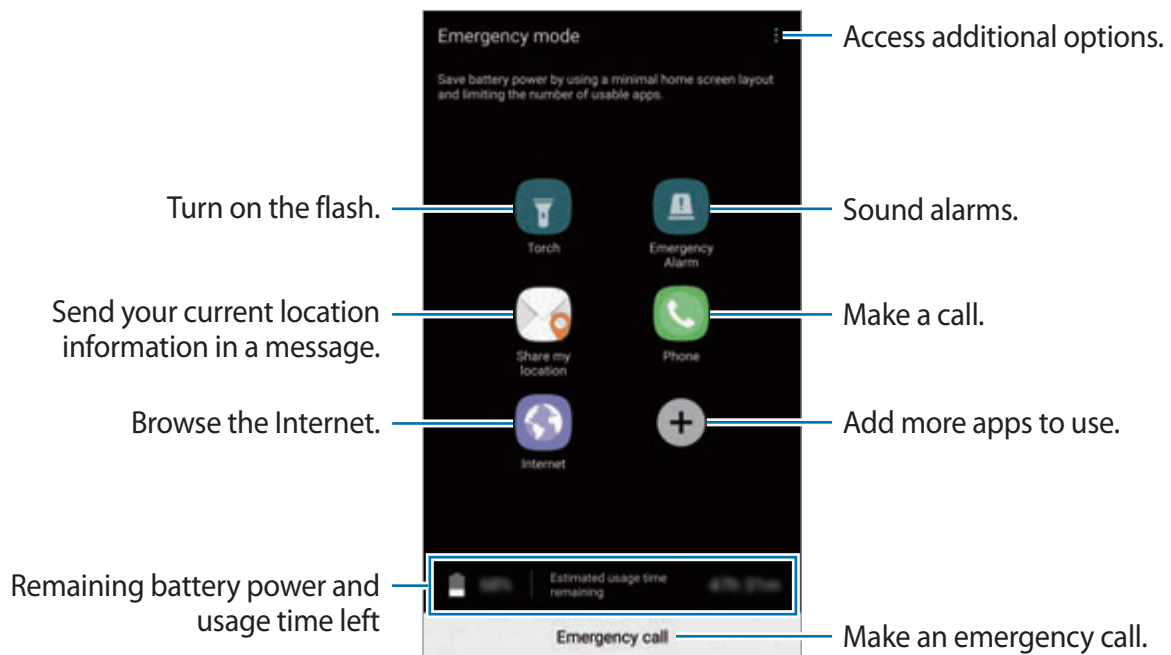 Emergency mode
Access additional options.
Save battery power by using a minimal home screen layout
and limiting the number of usable apps.
Turn on the flash.
Torch
Emergency
Alarm
Sound alarms.
Send your current location
information in a message.
Share my
location
Phone
Make a call.
Browse the Internet.
Internet
Add more apps to use.
Remaining battery power and
usage time left
Estimated usage time
remaining
Emergency call
Make an emergency call.